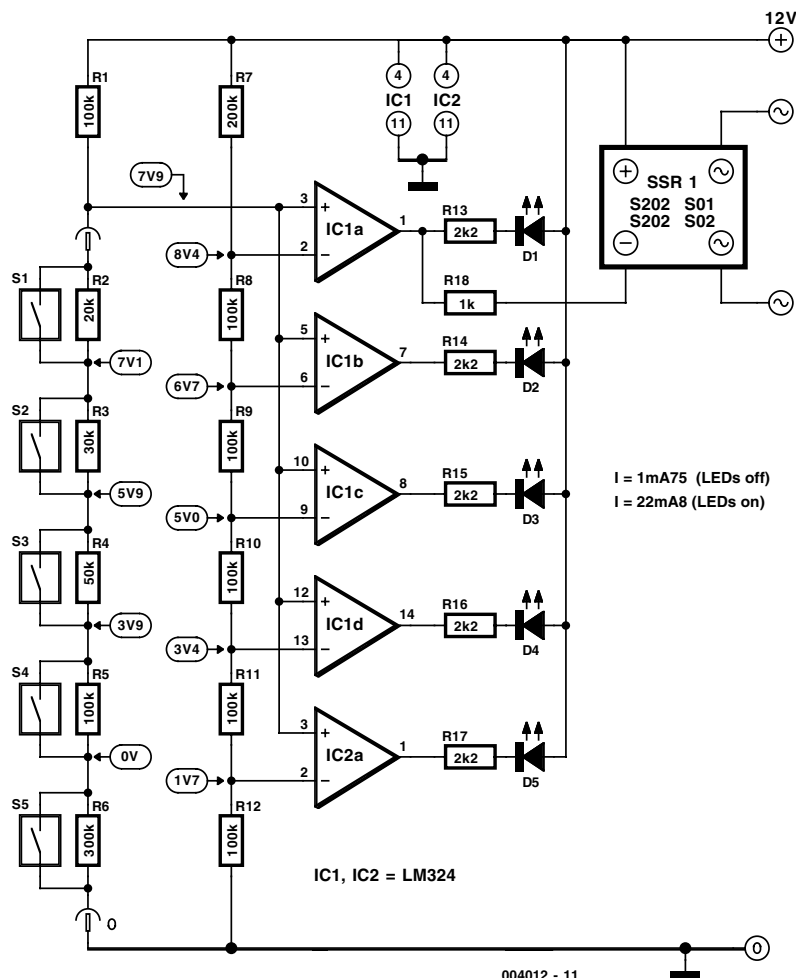 12V
+
R1
100k
R7
200k
4
4
IC1
IC2
11
11
7V9
SSR 1
S202 S01
S202 S02
+
−
3
+
IC1a
1
2
−
8V4
R13
2k2
D1
R18
1k
S1
R2
20k
7V1
R8
100k
5
+
IC1b
7
6
−
6V7
R14
2k2
D2
S2
R3
30k
5V9
R9
100k
10
+
IC1c
8
9
−
5V0
R15
2k2
D3
I = 1mA75 (LEDs off)
I = 22mA8 (LEDs on)
S3
R4
50k
3V9
R10
100k
12
+
IC1d
14
13
−
3V4
R16
2k2
D4
S4
R5
100k
0V
R11
100k
3
+
IC2a
1
2
−
1V7
R17
2k2
D5
S5
R6
300k
R12
100k
IC1, IC2 = LM324
0
0
004012 - 11